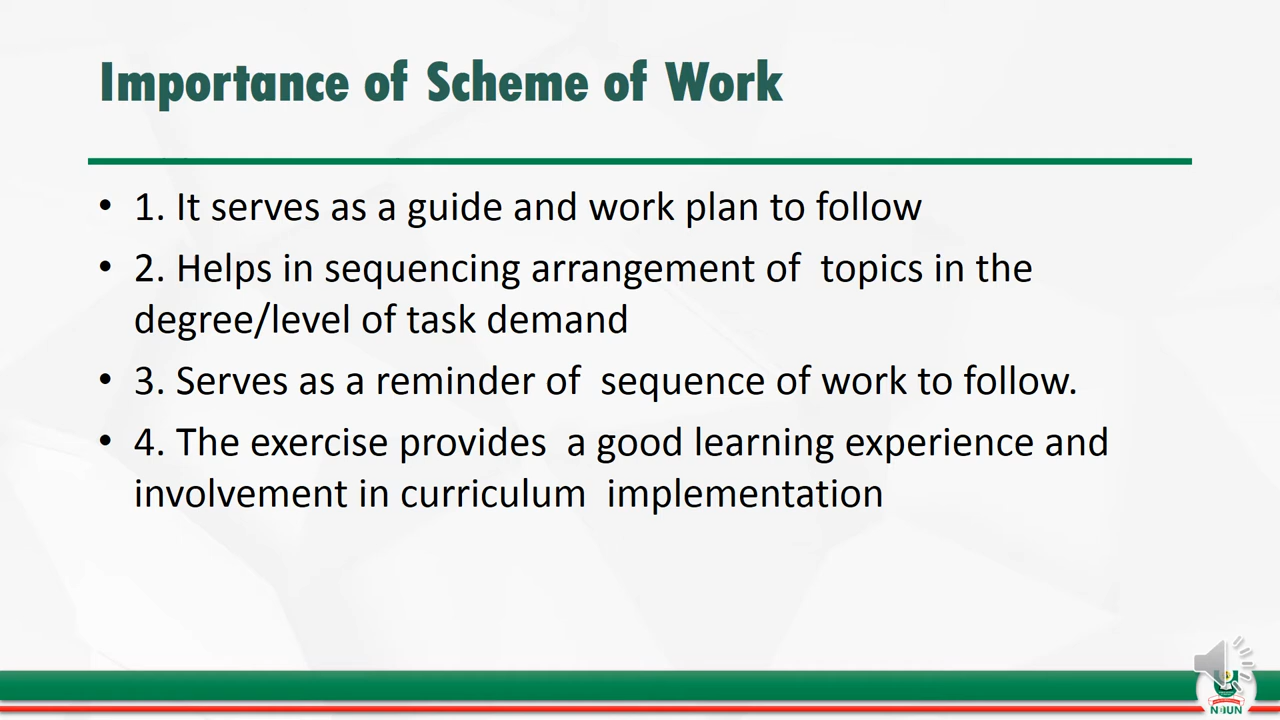 Importance of Scheme of Work
• 1. It serves as a guide and work plan to follow
• 2. Helps in sequencing arrangement of  topics in the
degree/level of task demand
• 3. Serves as a reminder of  sequence of work to follow.
• 4. The exercise provides  a good learning experience and
involvement in curriculum  implementation
NOUN